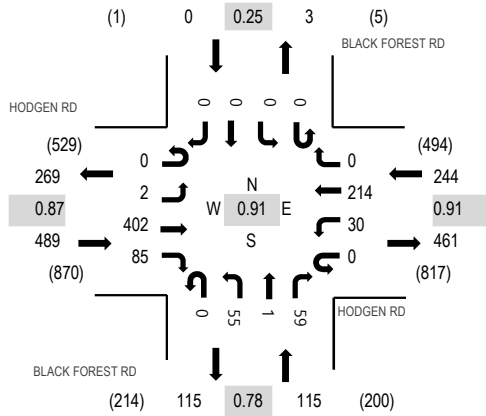 (1) 0 0.25 3 (5)
BLACK FOREST RD
HODGEN RD
0 0 0 0
(529) (494)
269 0 0 244
N
0.87 2 214 0.91
W 0.91 E
402 30
S
489 85 0 461
(870) (817)
0 55 1 59
HODGEN RD
BLACK FOREST RD
(214) 115 0.78 115 (200)